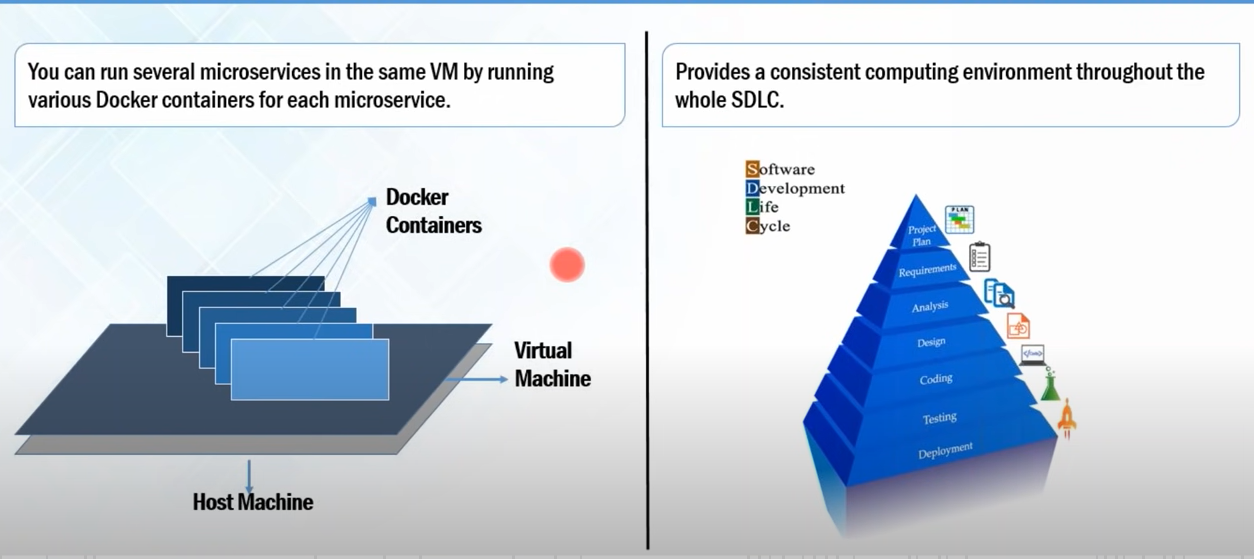 You can run several microservices in the same VM by running
various Docker containers for each microservice.
Docker
Containers
Virtual
Machine
Host Machine
Provides a consistent computing environment throughout the
whole SDLC.
Software
Development
Life
Cycle
Project
Plan
Requirements
Analysis
Design
Coding
Testing
Deployment
PLAN